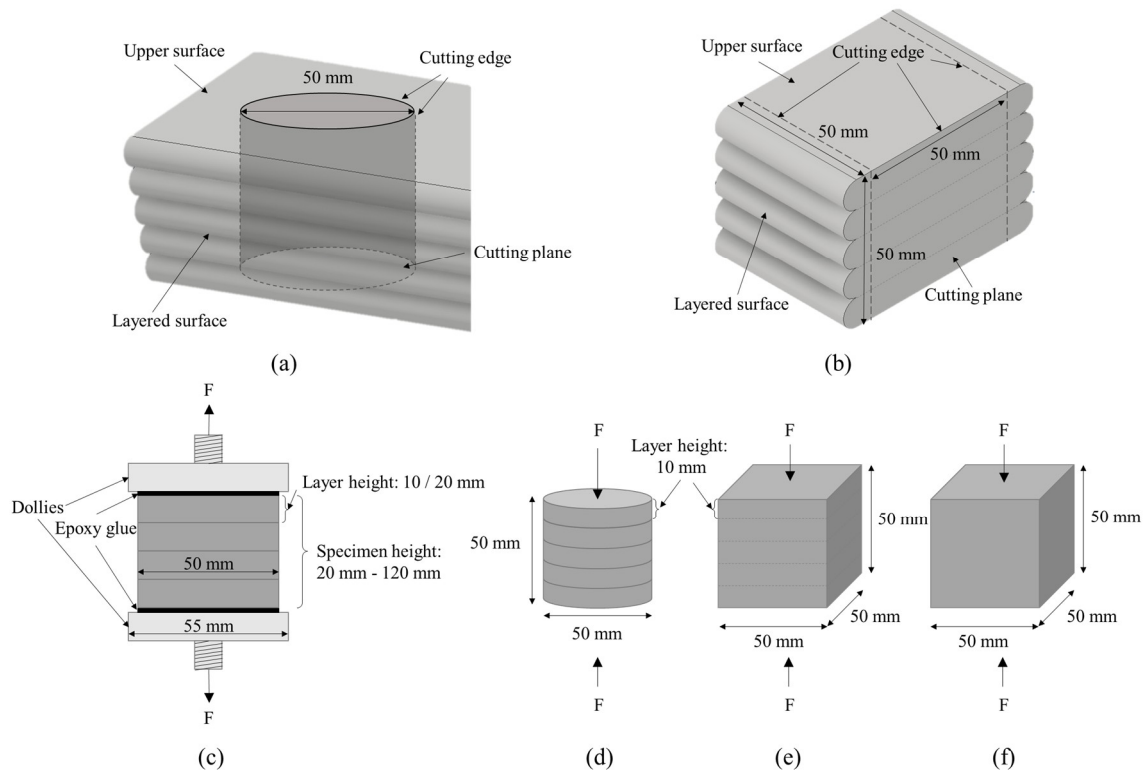 Upper surface
50 mm
Cutting edge
Cutting plane
Layered surface
(a)
Upper surface
Cutting edge
50 mm
50 mm
50 mm
Layered surface
Cutting plane
(b)
F
Dollies
Epoxy glue
Layer height: 10 / 20 mm
50 mm
Specimen height:
20 mm - 120 mm
55 mm
F
(c)
F
Layer height:
10 mm
50 mm
50 mm
F
(d)
F
50 mm
50 mm
50 mm
F
(e)
F
50 mm
50 mm
50 mm
F
(f)